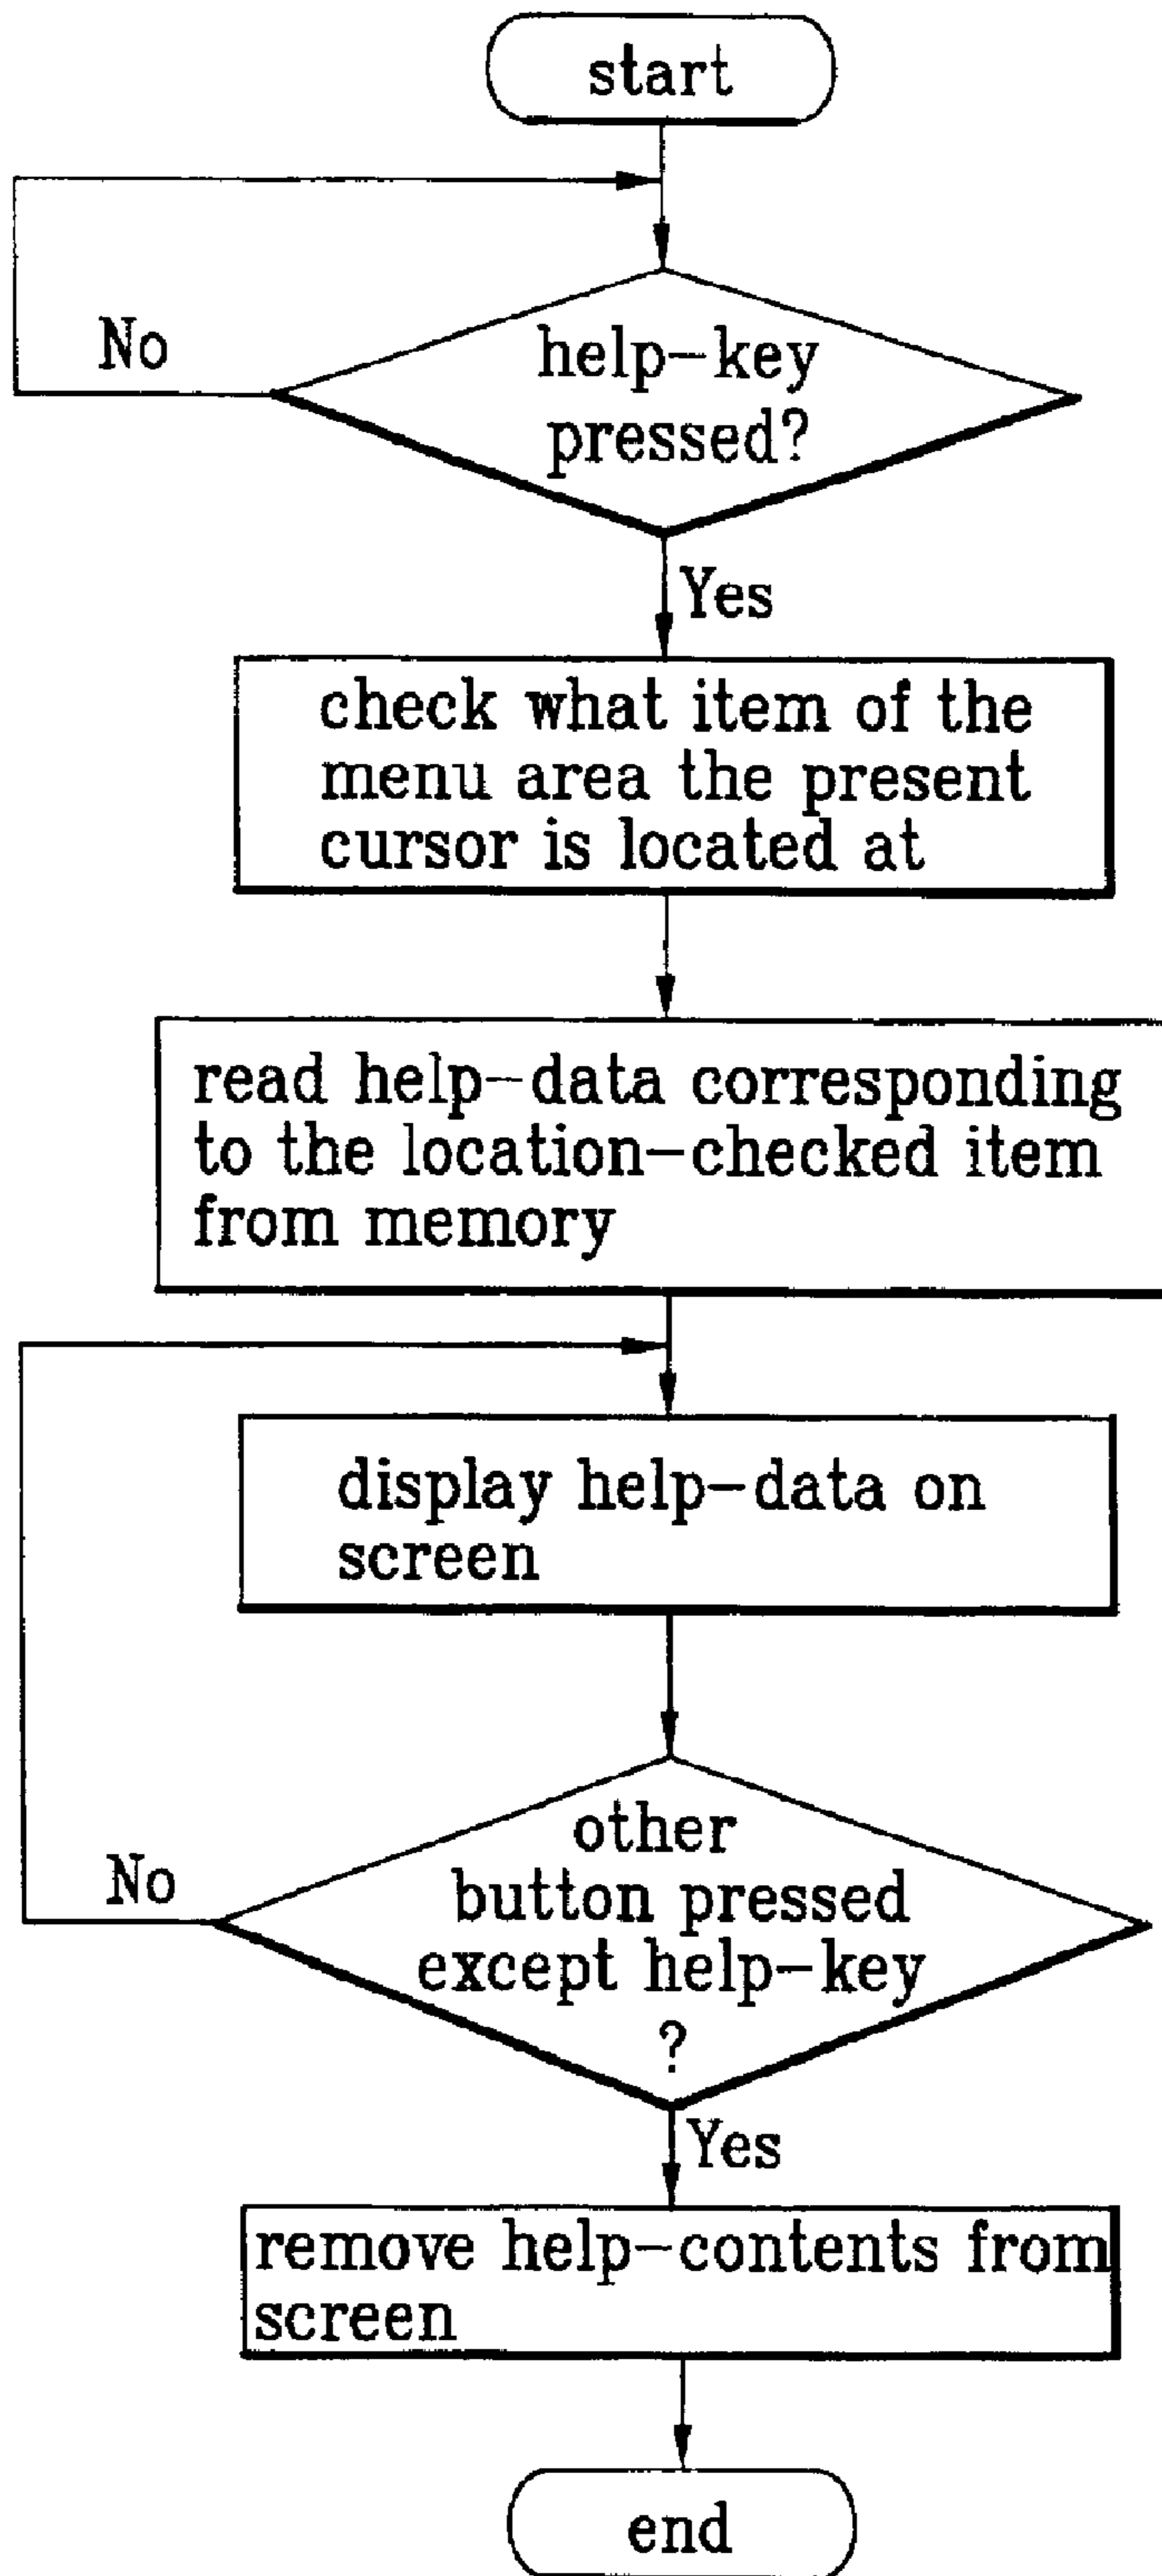 start
No
help-key
pressed?
Yes
check what item of the
menu area the present
cursor is located at
read help-data corresponding
to the location-checked item
from memory
display help-data on
screen
other
No
button pressed
except help-key
?
Yes
remove help-contents from
screen
end